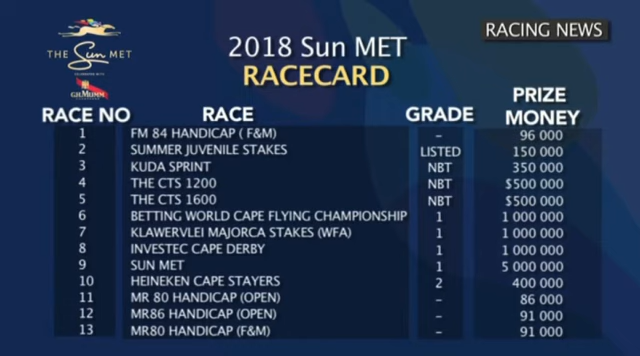 RACING NEWS
THE Sun MET
CELEBRATED WITH
G.H.MUMM
2018 Sun MET
RACECARD
RACE NO RACE GRADE PRIZE MONEY
1 FM 84 HANDICAP ( F&M) – 96 000
2 SUMMER JUVENILE STAKES LISTED 150 000
3 KUDA SPRINT NBT 350 000
4 THE CTS 1200 NBT $500 000
5 THE CTS 1600 NBT $500 000
6 BETTING WORLD CAPE FLYING CHAMPIONSHIP 1 1 000 000
7 KLAWERVLEI MAJORCA STAKES (WFA) 1 1 000 000
8 INVESTEC CAPE DERBY 1 1 000 000
9 SUN MET 1 5 000 000
10 HEINEKEN CAPE STAYERS 2 400 000
11 MR 80 HANDICAP (OPEN) – 86 000
12 MR86 HANDICAP (OPEN) – 91 000
13 MR80 HANDICAP (F&M) – 91 000